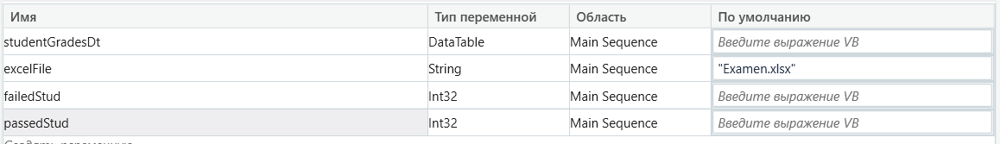 Имя Тип переменной Область По умолчанию
studentGradesDt DataTable Main Sequence Введите выражение VB
excelFile String Main Sequence "Examen.xlsx"
failedStud Int32 Main Sequence Введите выражение VB
passedStud Int32 Main Sequence Введите выражение VB